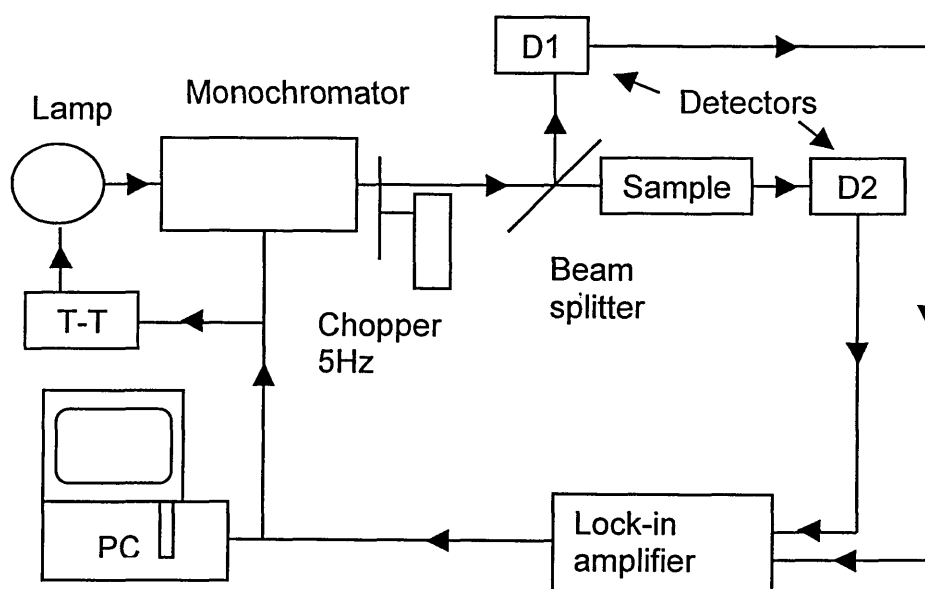 D1
Monochromator
Detectors
Lamp
Sample
D2
Beam
splitter
T-T
Chopper
5Hz
Lock-in
amplifier
PC